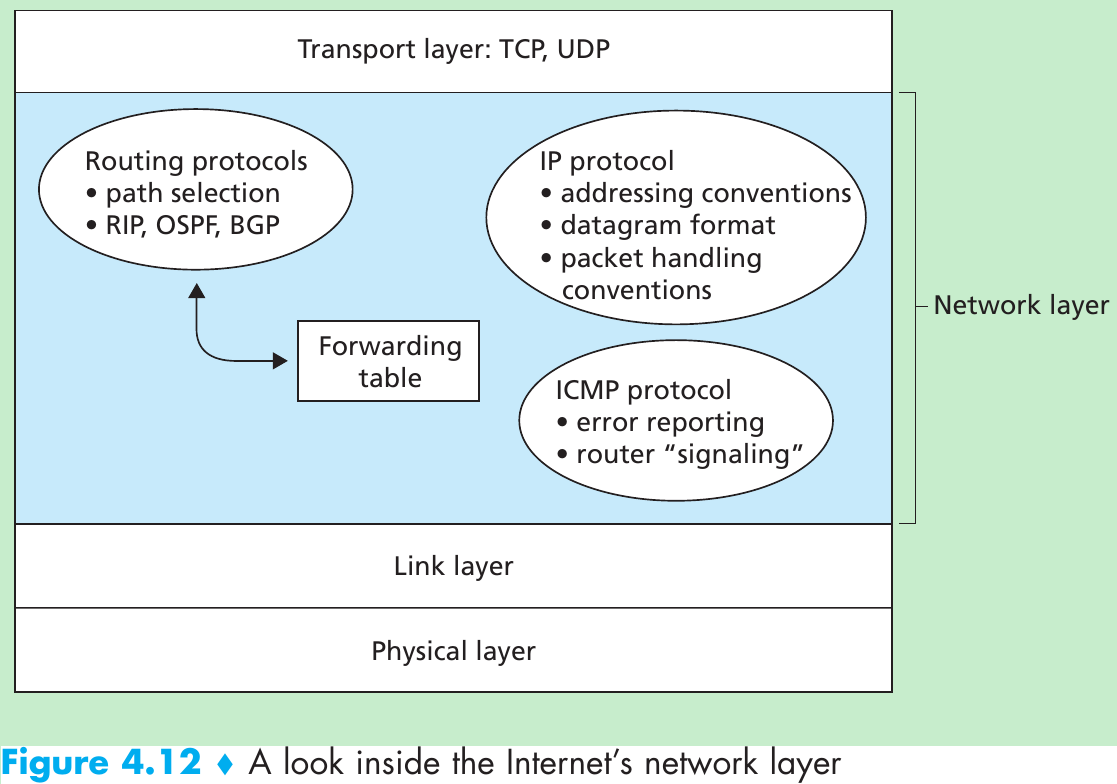 Transport layer: TCP, UDP
Routing protocols
• path selection
• RIP, OSPF, BGP
IP protocol
• addressing conventions
• datagram format
• packet handling
conventions
Network layer
Forwarding
table
ICMP protocol
• error reporting
• router “signaling”
Link layer
Physical layer
Figure 4.12 ♦ A look inside the Internet’s network layer